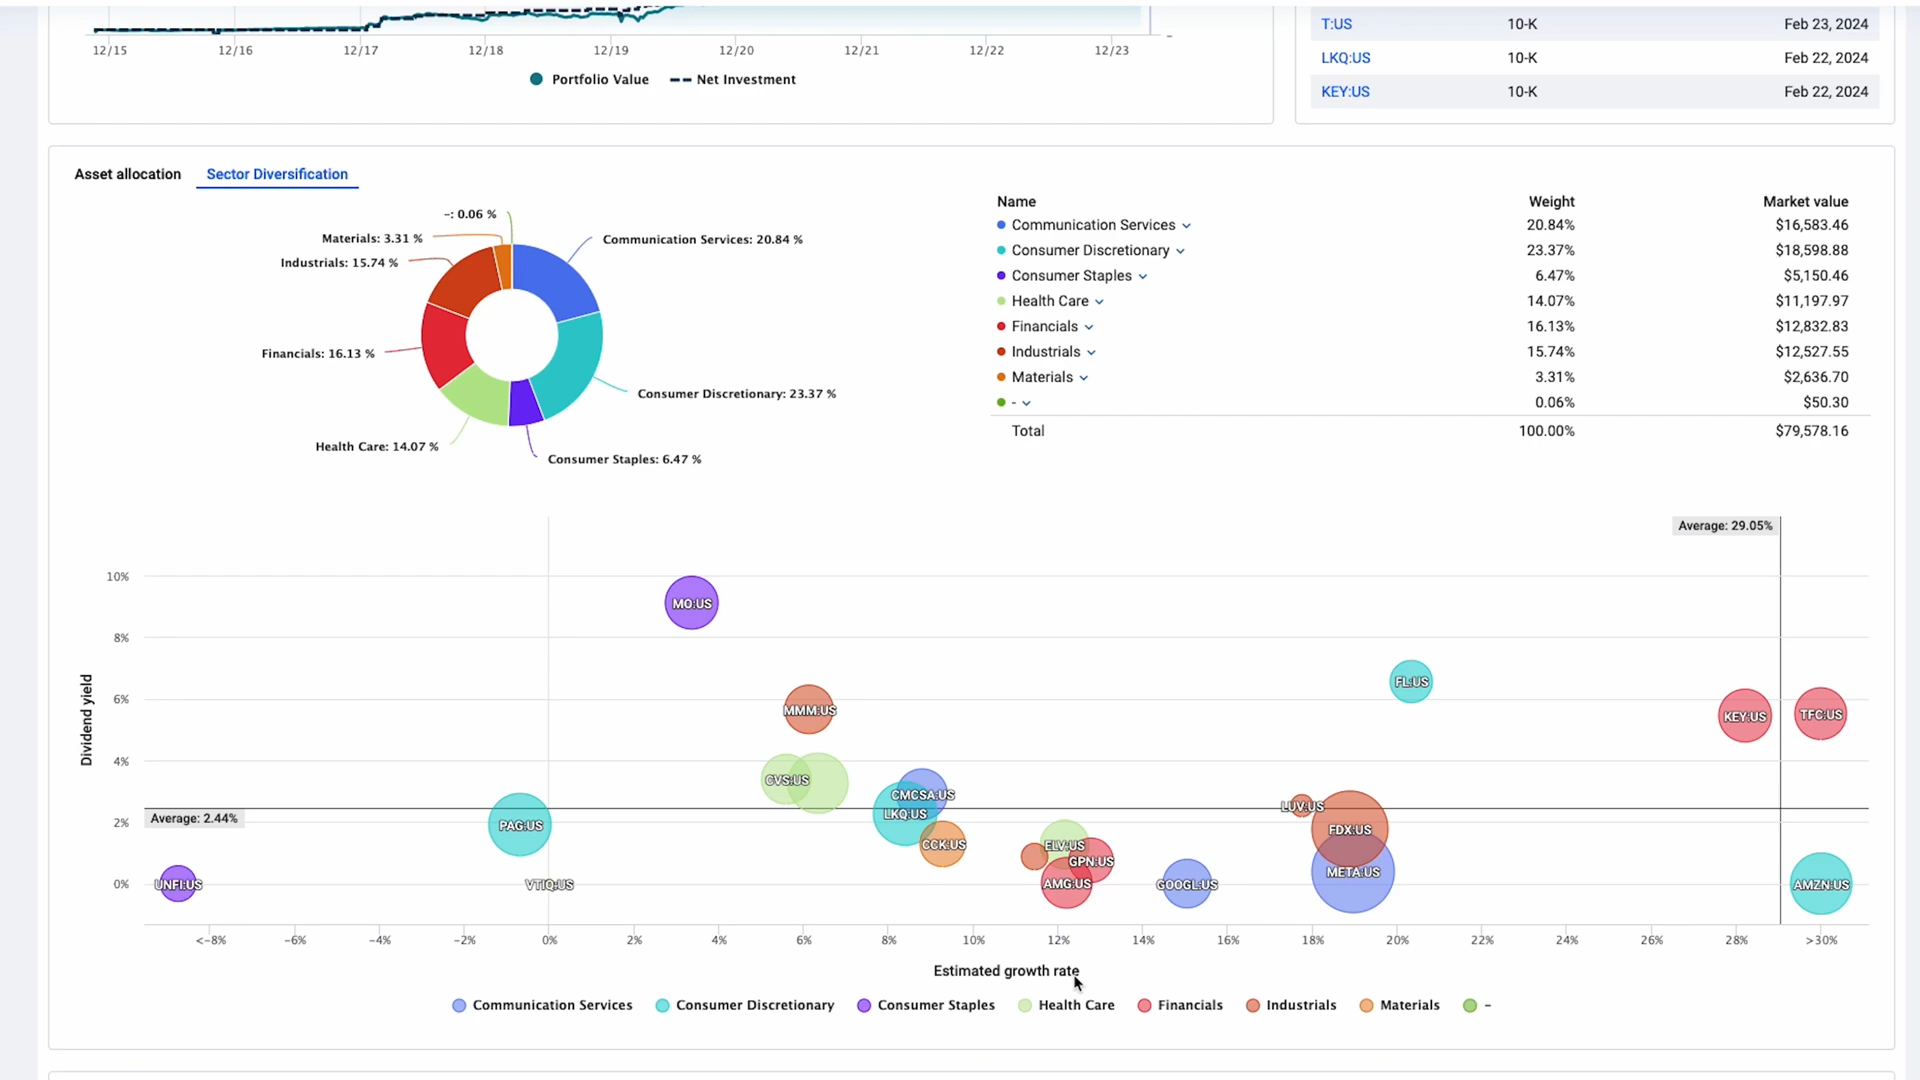 12/15 12/16 12/17 12/18 12/19 12/20 12/21 12/22 12/23
Portfolio Value Net Investment
T:US 10-K Feb 23, 2024
LKQ:US 10-K Feb 22, 2024
KEY:US 10-K Feb 22, 2024
Asset allocation Sector Diversification
–: 0.06 %
Materials: 3.31 %
Industrials: 15.74 %
Financials: 16.13 %
Health Care: 14.07 %
Communication Services: 20.84 %
Consumer Discretionary: 23.37 %
Consumer Staples: 6.47 %
Name Weight Market value
Communication Services 20.84% $16,583.46
Consumer Discretionary 23.37% $18,598.88
Consumer Staples 6.47% $5,150.46
Health Care 14.07% $11,197.97
Financials 16.13% $12,832.83
Industrials 15.74% $12,527.55
Materials 3.31% $2,636.70
- 0.06% $50.30
Total 100.00% $79,578.16
Average: 29.05%
10%
MO:US
8%
FL:US
6%
MMM:US
KEY:US
TFC:US
4%
CVS:US
CMCSA:US
LUV:US
LKQ:US
Average: 2.44%
2%
PAG:US
FDX:US
CCK:US
ELV:US
GPN:US
META:US
0%
UNFI:US
VTIQ:US
AMG:US
GOOGL:US
AMZN:US
Dividend yield
<-8% -6% -4% -2% 0% 2% 4% 6% 8% 10% 12% 14% 16% 18% 20% 22% 24% 26% 28% >30%
Estimated growth rate
Communication Services Consumer Discretionary Consumer Staples Health Care Financials Industrials Materials –